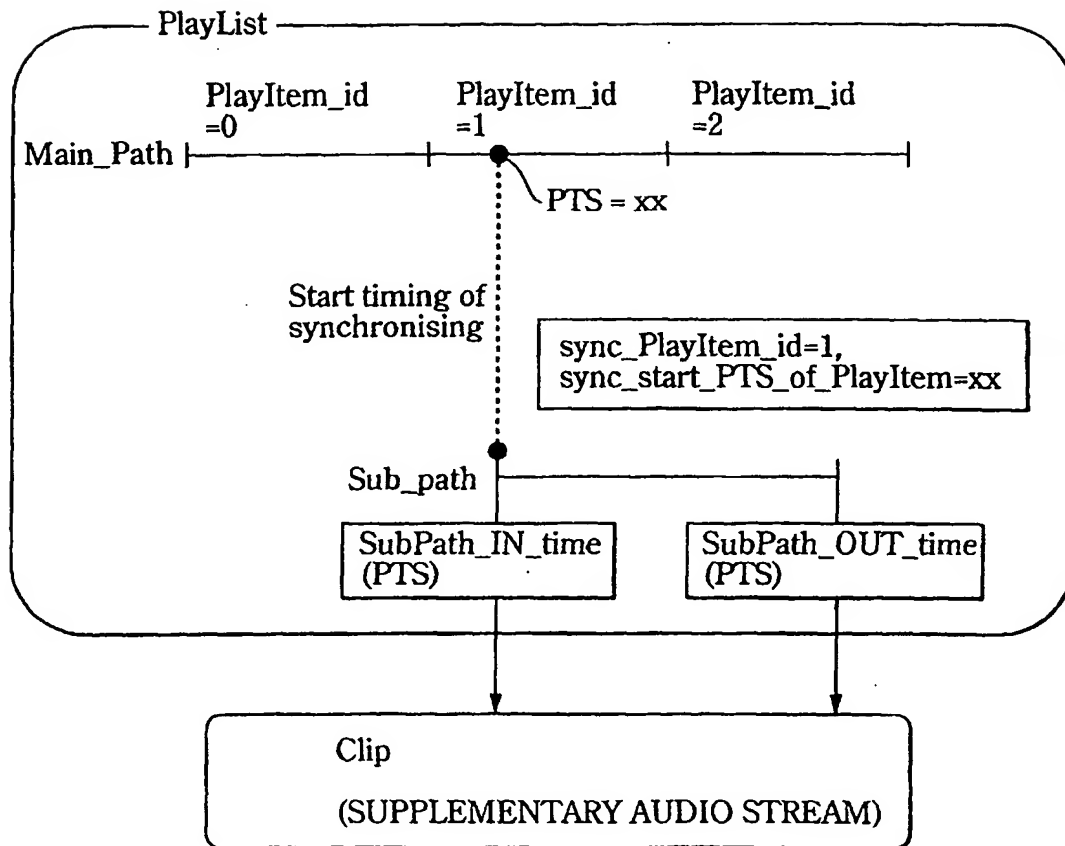 PlayList
PlayItem_id
=0
PlayItem_id
=1
PlayItem_id
=2
Main_Path
PTS = xx
Start timing of
synchronising
sync_PlayItem_id=1,
sync_start_PTS_of_PlayItem=xx
Sub_path
SubPath_IN_time
(PTS)
SubPath_OUT_time
(PTS)
Clip
(SUPPLEMENTARY AUDIO STREAM)